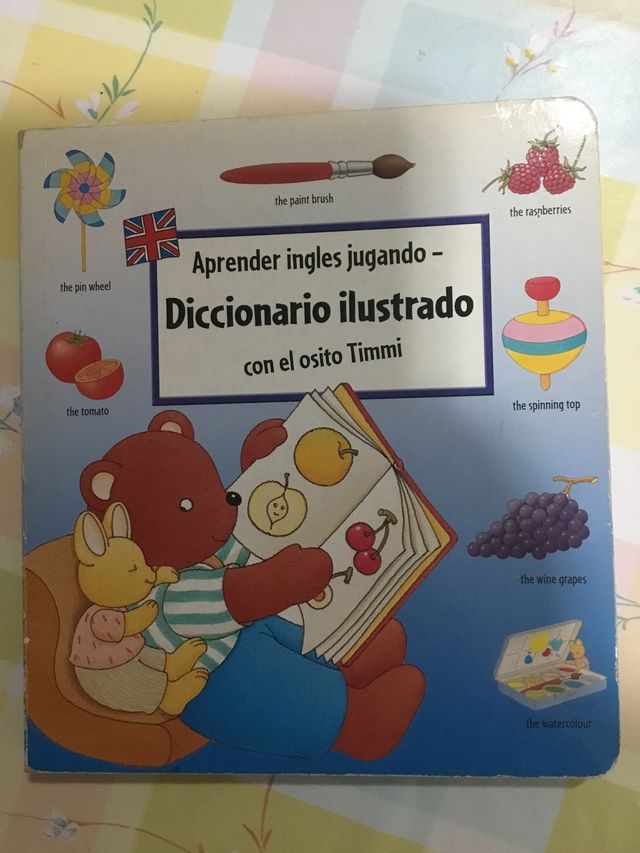 the paint brush
the raspberries
the pin wheel
Aprender ingles jugando –
Diccionario ilustrado
con el osito Timmi
the tomato
the spinning top
the wine grapes
the watercolour